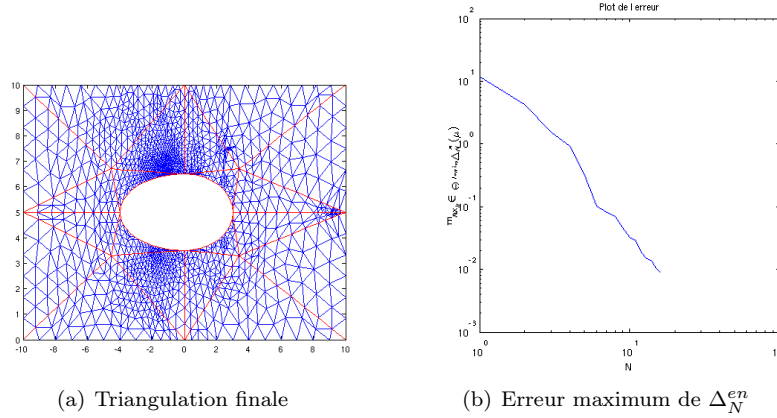 Plot de l erreur
10
9
8
7
6
5
4
3
2
1
0
-10 -8 -6 -4 -2 0 2 4 6 8 10
10^2
10^1
10^0
10^-1
10^-2
10^-3
10^0 10^1 10
N
(a) Triangulation finale
(b) Erreur maximum de Δ_N^{en}